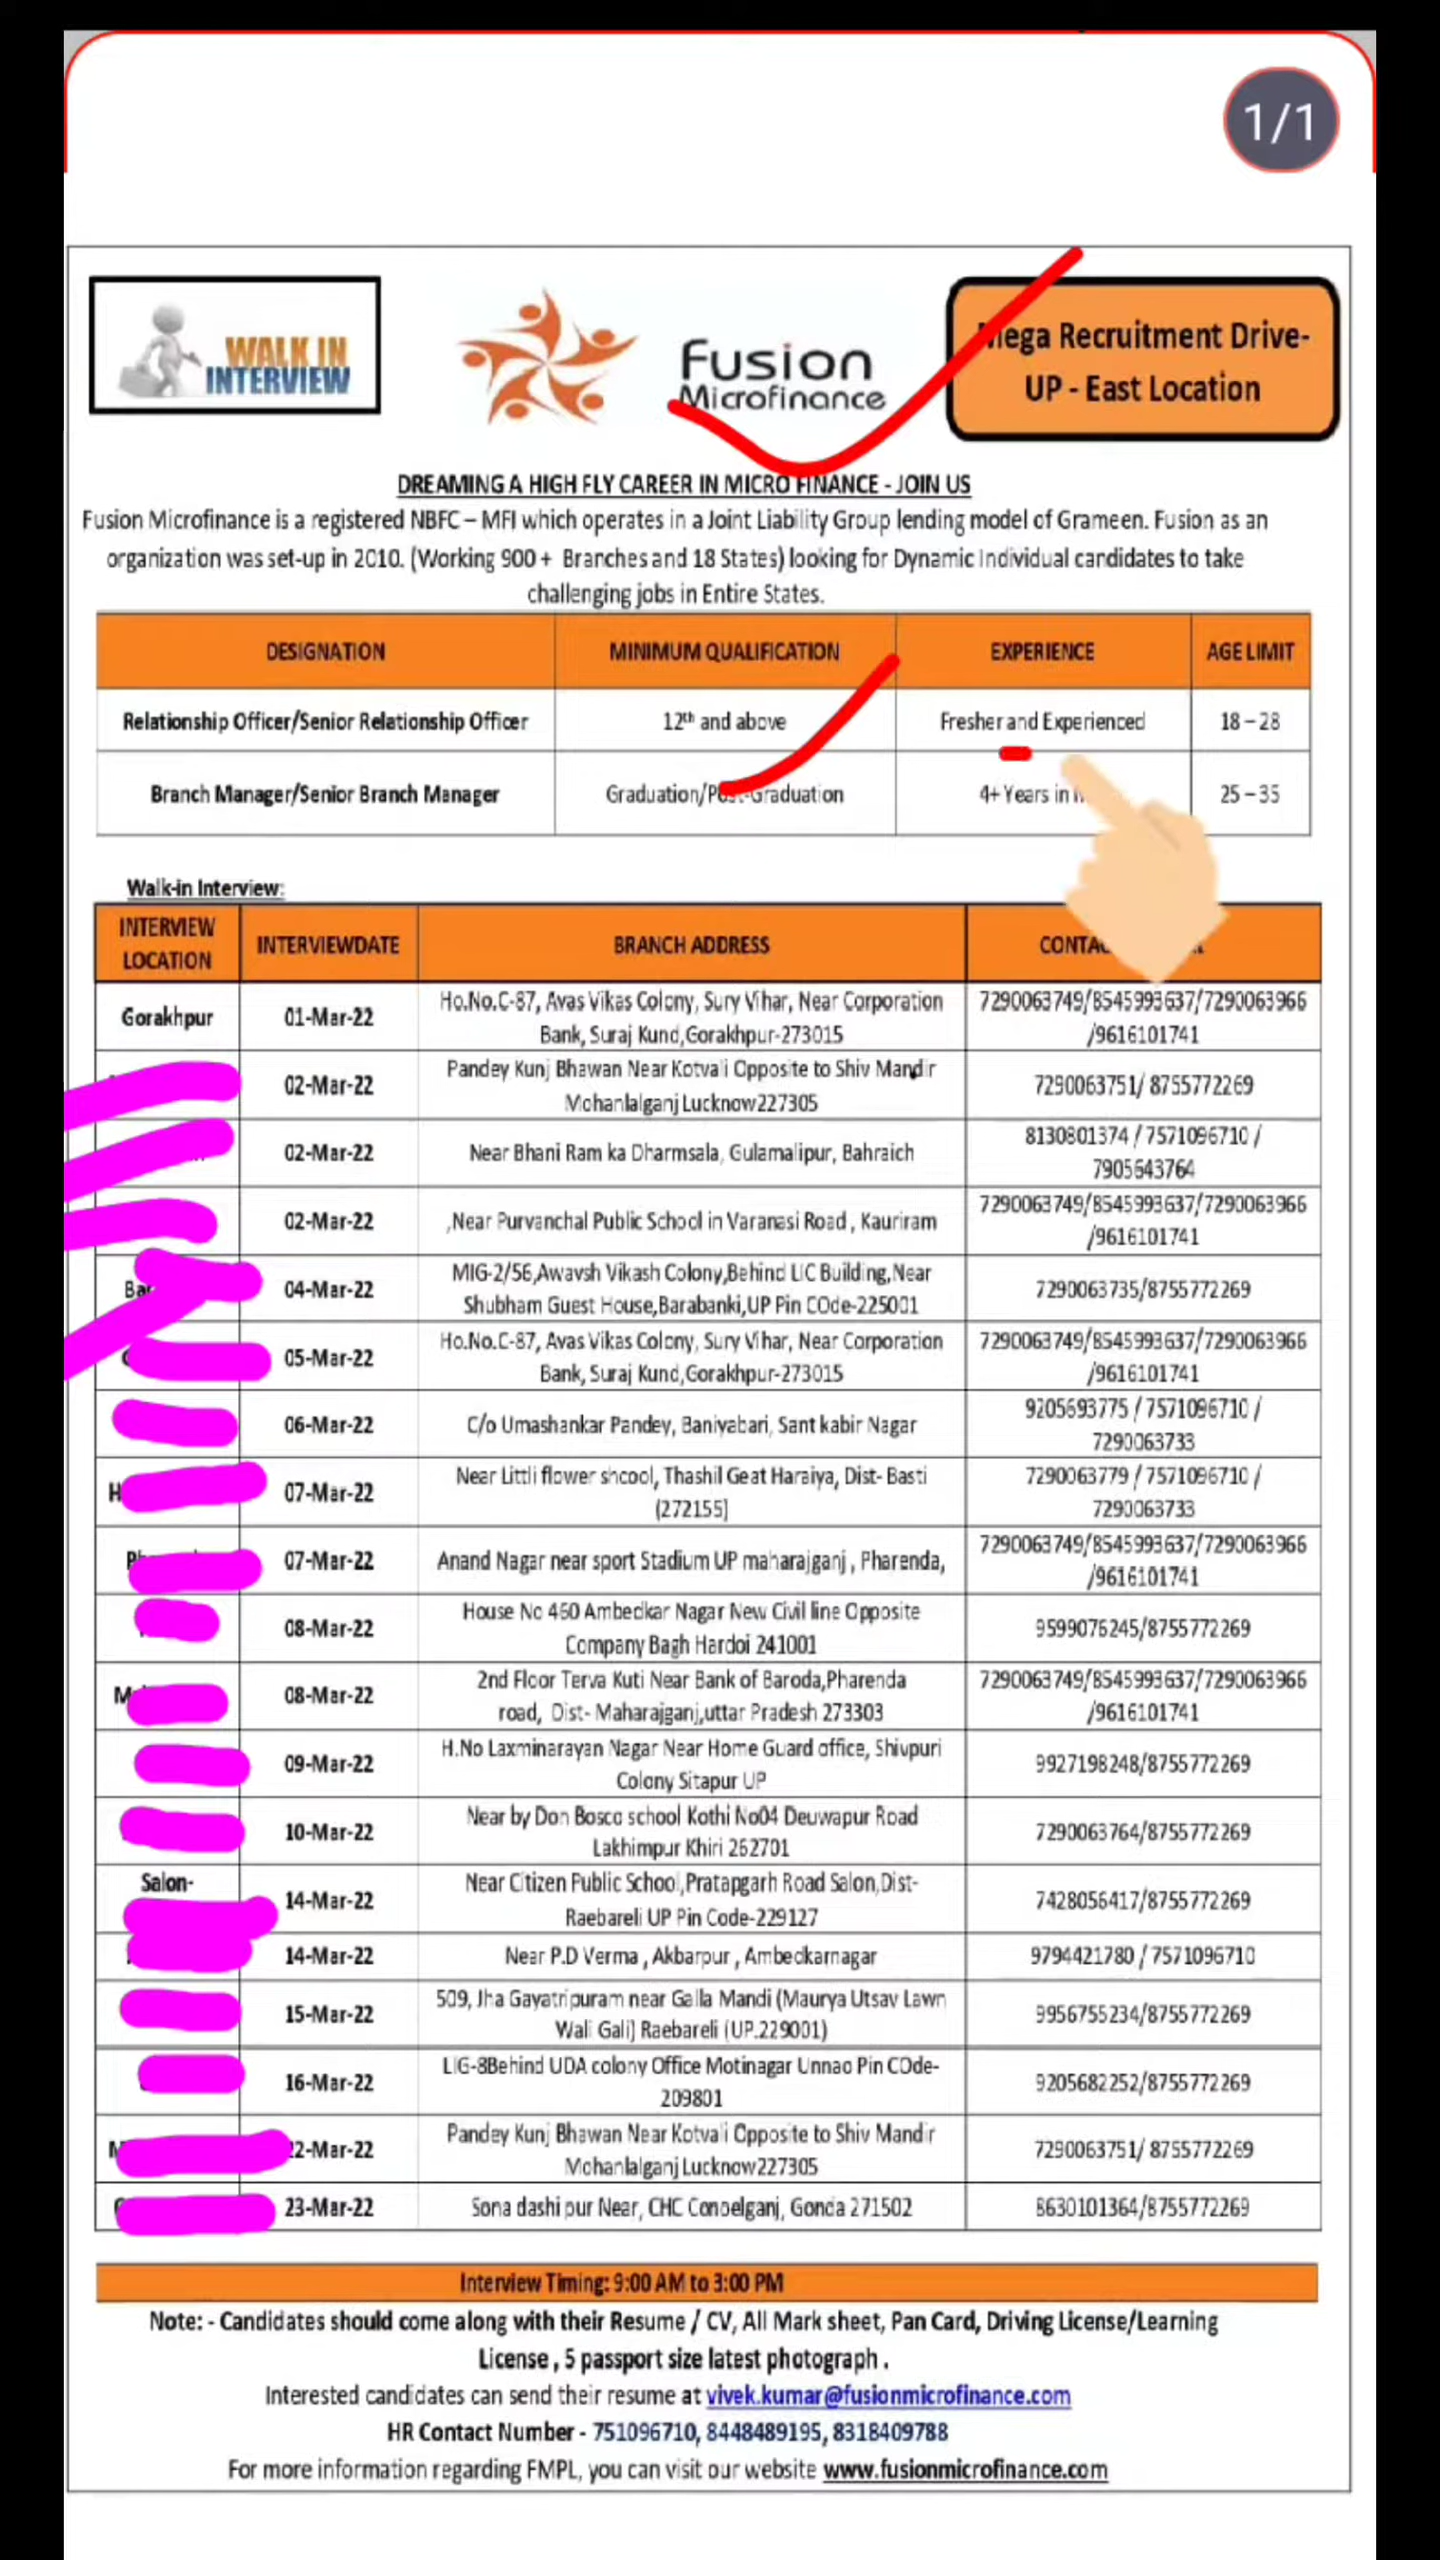 1/1
WALK IN
INTERVIEW
Fusion
Microfinance
Mega Recruitment Drive-
UP - East Location
DREAMING A HIGH FLY CAREER IN MICRO FINANCE - JOIN US
Fusion Microfinance is a registered NBFC – MFI which operates in a Joint Liability Group lending model of Grameen. Fusion as an
organization was set-up in 2010. (Working 900 + Branches and 18 States) looking for Dynamic Individual candidates to take
challenging jobs in Entire States.
DESIGNATION MINIMUM QUALIFICATION EXPERIENCE AGE LIMIT
Relationship Officer/Senior Relationship Officer 12th and above Fresher and Experienced 18 – 28
Branch Manager/Senior Branch Manager Graduation/Post-Graduation 4+ Years in 25 – 35
Walk-in Interview:
INTERVIEW
LOCATION INTERVIEWDATE BRANCH ADDRESS
Gorakhpur 01-Mar-22 Ho.No.C-87, Avas Vikas Colony, Sury Vihar, Near Corporation
Bank, Suraj Kund,Gorakhpur-273015 7290063749/8545993637/7290063966
/9616101741
02-Mar-22 Pandey Kunj Bhawan Near Kotvali Opposite to Shiv Mandir
Mohanlalganj Lucknow227305 7290063751/ 8755772269
02-Mar-22 Near Bhani Ram ka Dharmsala, Gulamalipur, Bahraich 8130801374 / 7571096710 /
7905643764
02-Mar-22 ,Near Purvanchal Public School in Varanasi Road , Kauriram 7290063749/8545993637/7290063966
/9616101741
04-Mar-22 MIG-2/56,Awavsh Vikash Colony,Behind LIC Building,Near
Shubham Guest House,Barabanki,UP Pin COde-225001 7290063735/8755772269
05-Mar-22 Ho.No.C-87, Avas Vikas Colony, Sury Vihar, Near Corporation
Bank, Suraj Kund,Gorakhpur-273015 7290063749/8545993637/7290063966
/9616101741
06-Mar-22 C/o Umashankar Pandey, Baniyabari, Sant kabir Nagar 9205693775 / 7571096710 /
7290063733
07-Mar-22 Near Littli flower shcool, Thashil Geat Haraiya, Dist- Basti
(272155] 7290063779 / 7571096710 /
7290063733
07-Mar-22 Anand Nagar near sport Stadium UP maharajganj , Pharenda, 7290063749/8545993637/7290063966
/9616101741
08-Mar-22 House No 460 Ambedkar Nagar New Civil line Opposite
Company Bagh Hardoi 241001 9599076245/8755772269
08-Mar-22 2nd Floor Terva Kuti Near Bank of Baroda,Pharenda
road, Dist- Maharajganj,uttar Pradesh 273303 7290063749/8545993637/7290063966
/9616101741
09-Mar-22 H.No Laxminarayan Nagar Near Home Guard office, Shivpuri
Colony Sitapur UP 9927198248/8755772269
10-Mar-22 Near by Don Bosco school Kothi No04 Deuwapur Road
Lakhimpur Khiri 262701 7290063764/8755772269
Salon- 14-Mar-22 Near Citizen Public School,Pratapgarh Road Salon,Dist-
Raebareli UP Pin Code-229127 7428056417/8755772269
14-Mar-22 Near P.D Verma , Akbarpur , Ambedkarnagar 9794421780 / 7571096710
15-Mar-22 509, Jha Gayatripuram near Galla Mandi (Maurya Utsav Lawn
Wali Gali) Raebareli (UP.229001) 9956755234/8755772269
16-Mar-22 LIG-8Behind UDA colony Office Motinagar Unnao Pin COde-
209801 9205682252/8755772269
22-Mar-22 Pandey Kunj Bhawan Near Kotvali Opposite to Shiv Mandir
Mohanlalganj Lucknow227305 7290063751/ 8755772269
23-Mar-22 Sona dashi pur Near, CHC Conoelganj, Gonda 271502 8630101364/8755772269
Interview Timing: 9:00 AM to 3:00 PM
Note: - Candidates should come along with their Resume / CV, All Mark sheet, Pan Card, Driving License/Learning
License , 5 passport size latest photograph .
Interested candidates can send their resume at vivek.kumar@fusionmicrofinance.com
HR Contact Number - 751096710, 8448489195, 8318409788
For more information regarding FMPL, you can visit our website www.fusionmicrofinance.com